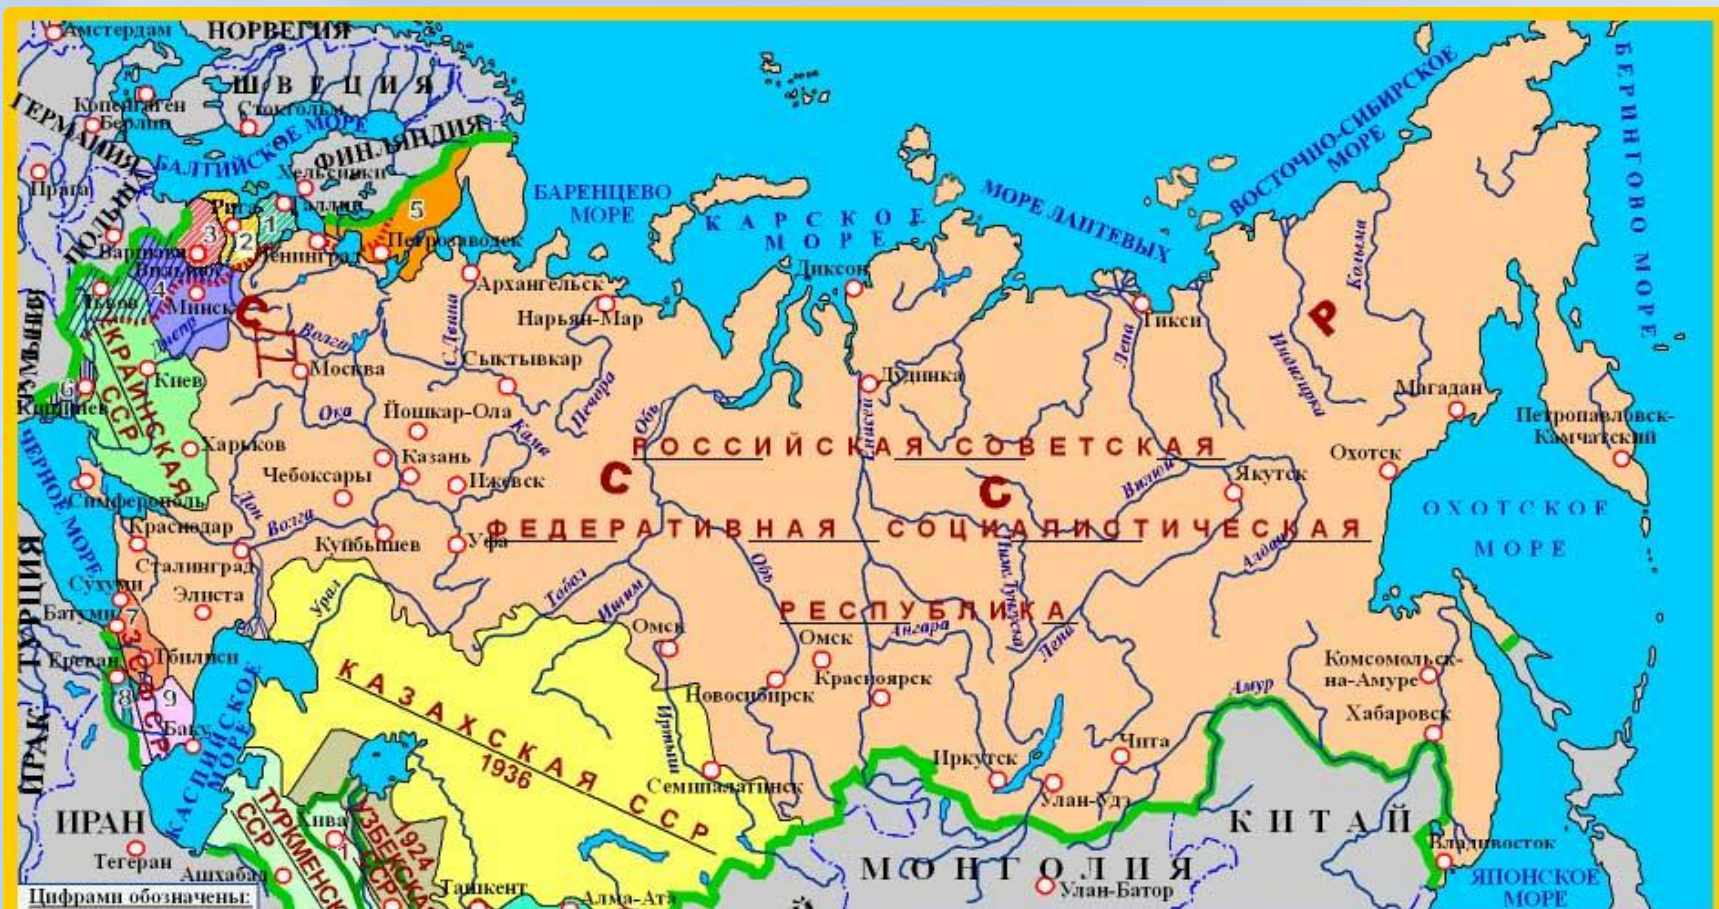 Амстердам
НОРВЕГИЯ
ШВЕЦИЯ
Копенгаген
Стокгольм
ГЕРМАНИЯ
Берлин
БАЛТИЙСКОЕ МОРЕ
ФИНЛЯНДИЯ
Хельсинки
Прага
ПОЛЬША
Рига
Таллин
5
1
2
3
БАРЕНЦЕВО
МОРЕ
КАРСКОЕ
МОРЕ
МОРЕ ЛАПТЕВЫХ
ВОСТОЧНО-СИБИРСКОЕ
МОРЕ
БЕРИНГОВО МОРЕ
Варшава
Вильнюс
Ленинград
Петрозаводск
Архангельск
Нарьян-Мар
Диксон
Тикси
Колыма
Индигирка
Лена
Львов
4
Минск
С
Днепр
Волга
С.Двина
Сыктывкар
Печора
Обь
Дудинка
Енисей
Р
Магадан
Петропавловск-
Камчатский
РУМЫНИЯ
6
Кишинев
Киев
УКРАИНСКАЯ
ССР
Москва
Ока
Йошкар-Ола
Кама
Харьков
Казань
Чебоксары
Ижевск
РОССИЙСКАЯ СОВЕТСКАЯ
С
С
Вилюй
Якутск
Охотск
ЧЕРНОЕ МОРЕ
Симферополь
Краснодар
Дон
Волга
Куйбышев
Уфа
ФЕДЕРАТИВНАЯ СОЦИАЛИСТИЧЕСКАЯ
ОХОТСКОЕ
МОРЕ
Сталинград
ТУРЦИЯ
Сухуми
Элиста
Батуми
7
Урал
Тобол
Ишим
Обь
Ниж.Тунгуска
Алдан
РЕСПУБЛИКА
Ангара
Лена
Омск
Омск
Ереван
Тбилиси
ЗСФСР
8
9
Баку
КАСПИЙСКОЕ
МОРЕ
КАЗАХСКАЯ ССР
1936
Новосибирск
Красноярск
Иртыш
Семипалатинск
Иркутск
Чита
Улан-Удэ
Амур
Комсомольск-
на-Амуре
Хабаровск
ИРАК
ИРАН
Тегеран
Ашхабад
ТУРКМЕНСК
ССР
Хива
1
УЗБЕКСКА
ССР
1924
Ташкент
Алма-Ата
МОНГОЛИЯ
Улан-Батор
КИТАЙ
Владивосток
ЯПОНСКОЕ
МОРЕ
Цифрами обозначены: